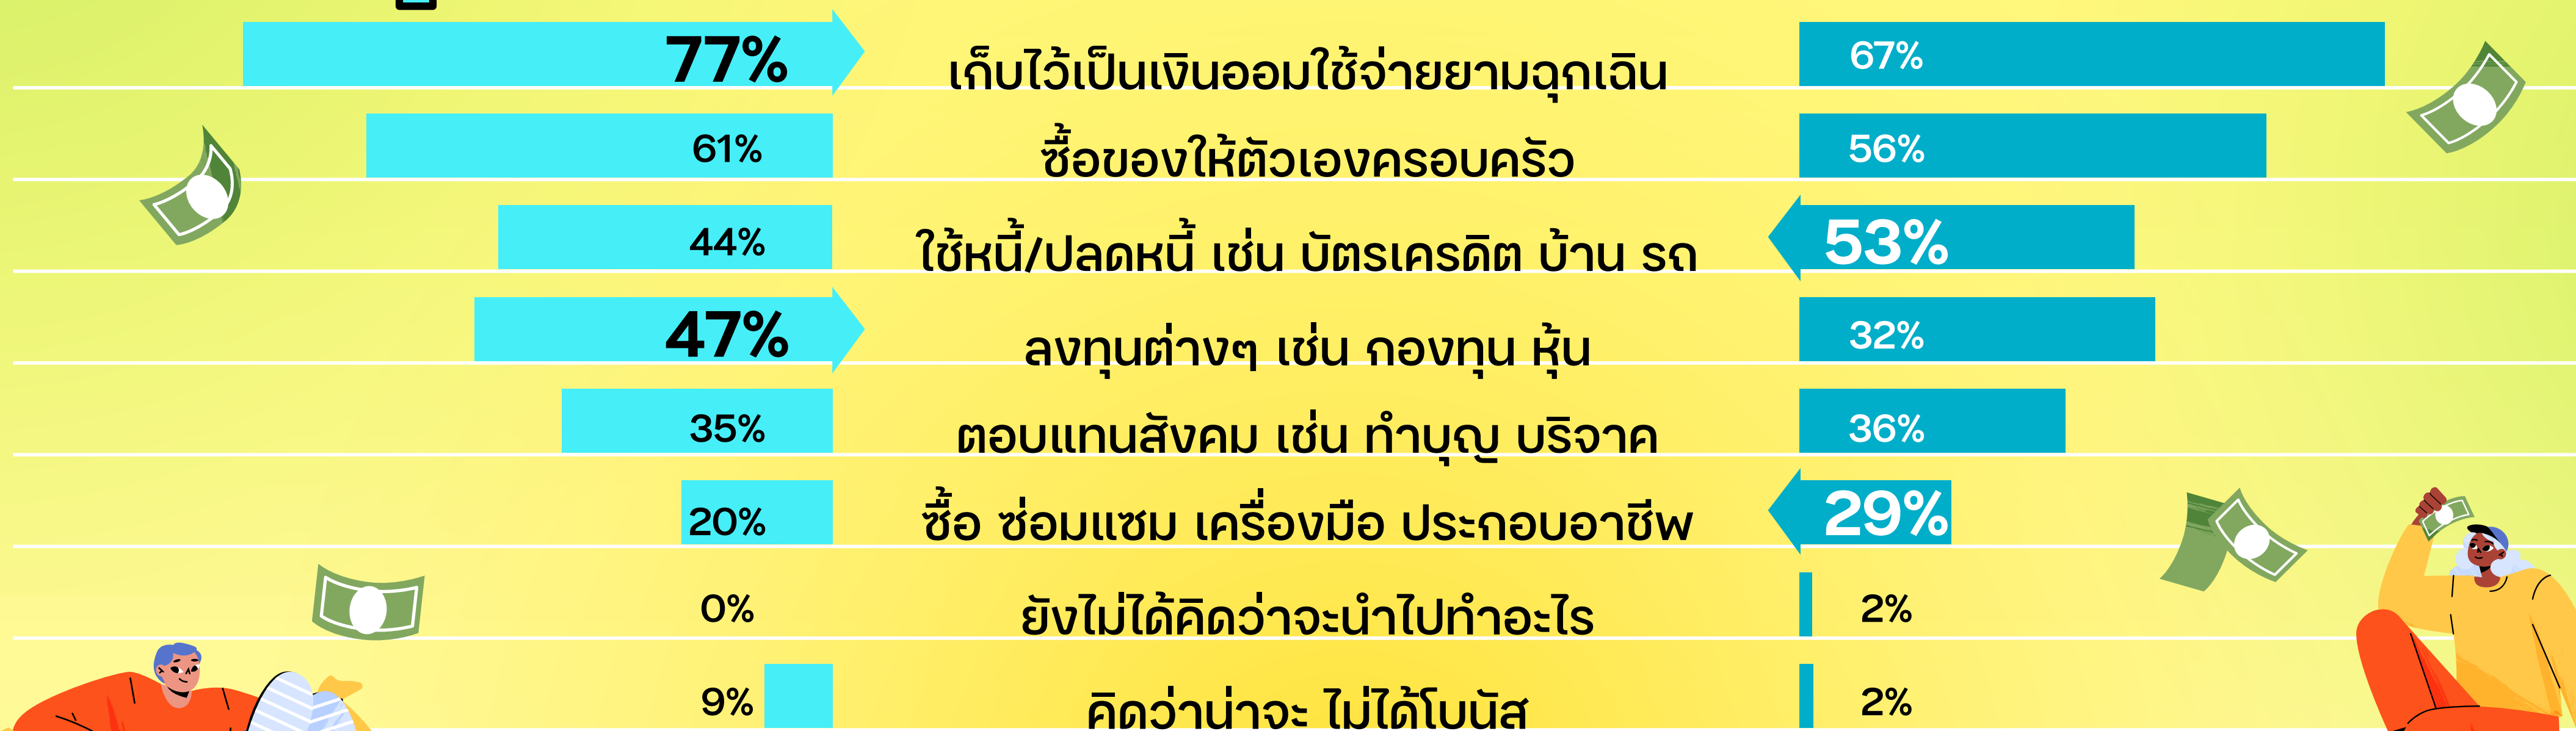 77% เก็บไว้เป็นเงินออมใช้จ่ายยามฉุกเฉิน 67%
61% ซื้อของให้ตัวเองครอบครัว 56%
44% ใช้หนี้/ปลดหนี้ เช่น บัตรเครดิต บ้าน รถ 53%
47% ลงทุนต่างๆ เช่น กองทุน หุ้น 32%
35% ตอบแทนสังคม เช่น ทำบุญ บริจาค 36%
20% ซื้อ ซ่อมแซม เครื่องมือ ประกอบอาชีพ 29%
0% ยังไม่ได้คิดว่าจะนำไปทำอะไร 2%
9% คิดว่าน่าจะ ไม่ได้โบนัส 2%